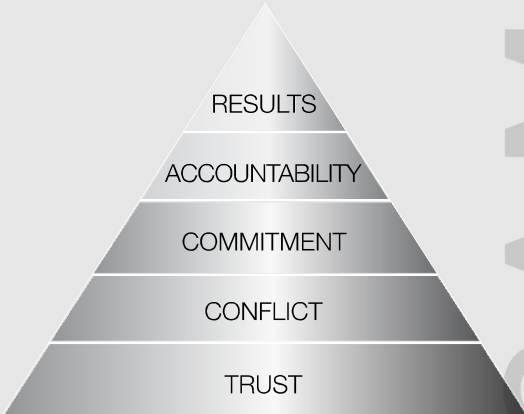 RESULTS
ACCOUNTABILITY
COMMITMENT
CONFLICT
TRUST